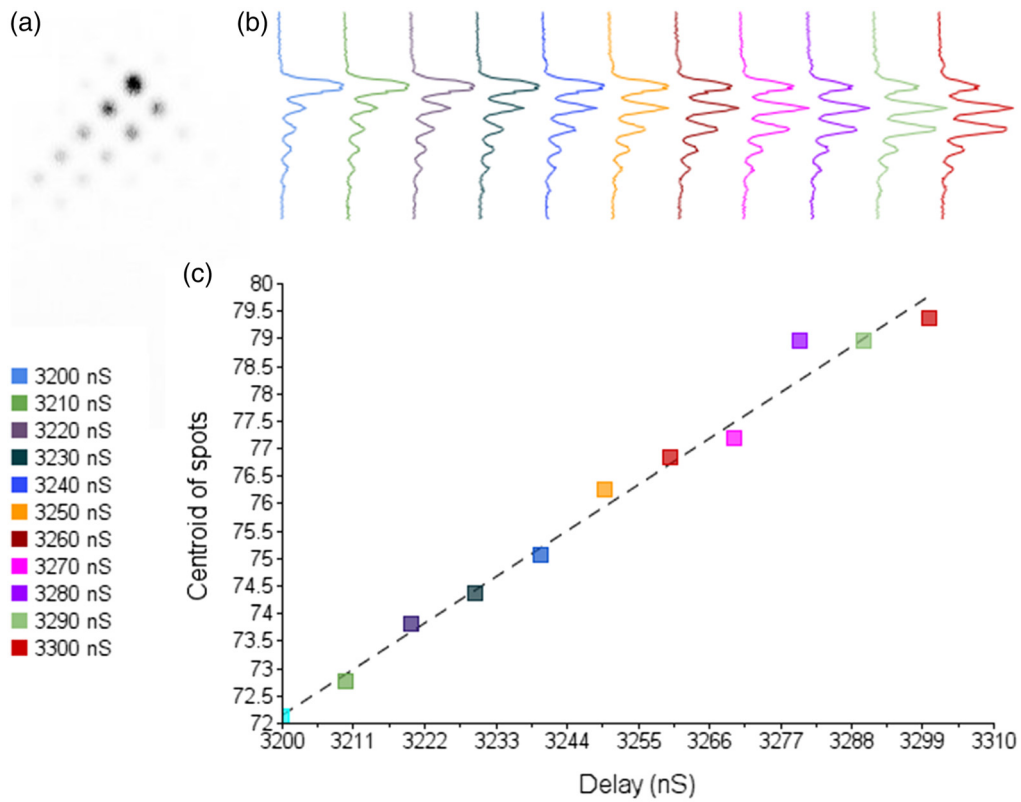 (a)
(b)
(c)
3200 nS
3210 nS
3220 nS
3230 nS
3240 nS
3250 nS
3260 nS
3270 nS
3280 nS
3290 nS
3300 nS
Centroid of spots
80
79.5
79
78.5
78
77.5
77
76.5
76
75.5
75
74.5
74
73.5
73
72.5
72
3200 3211 3222 3233 3244 3255 3266 3277 3288 3299 3310
Delay (nS)